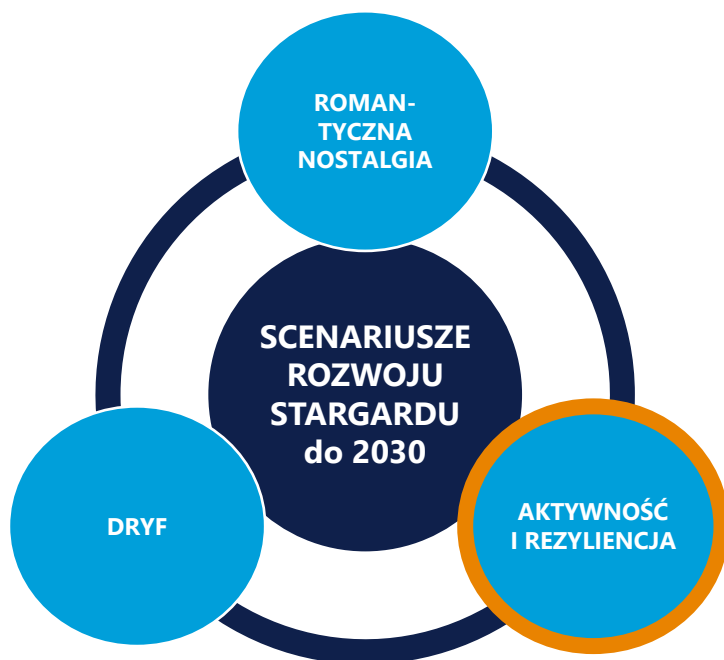 ROMAN-
TYCZNA
NOSTALGIA
SCENARIUSZE
ROZWOJU
STARGARDU
do 2030
DRYF
AKTYWNOŚĆ
I REZYLIENCJA